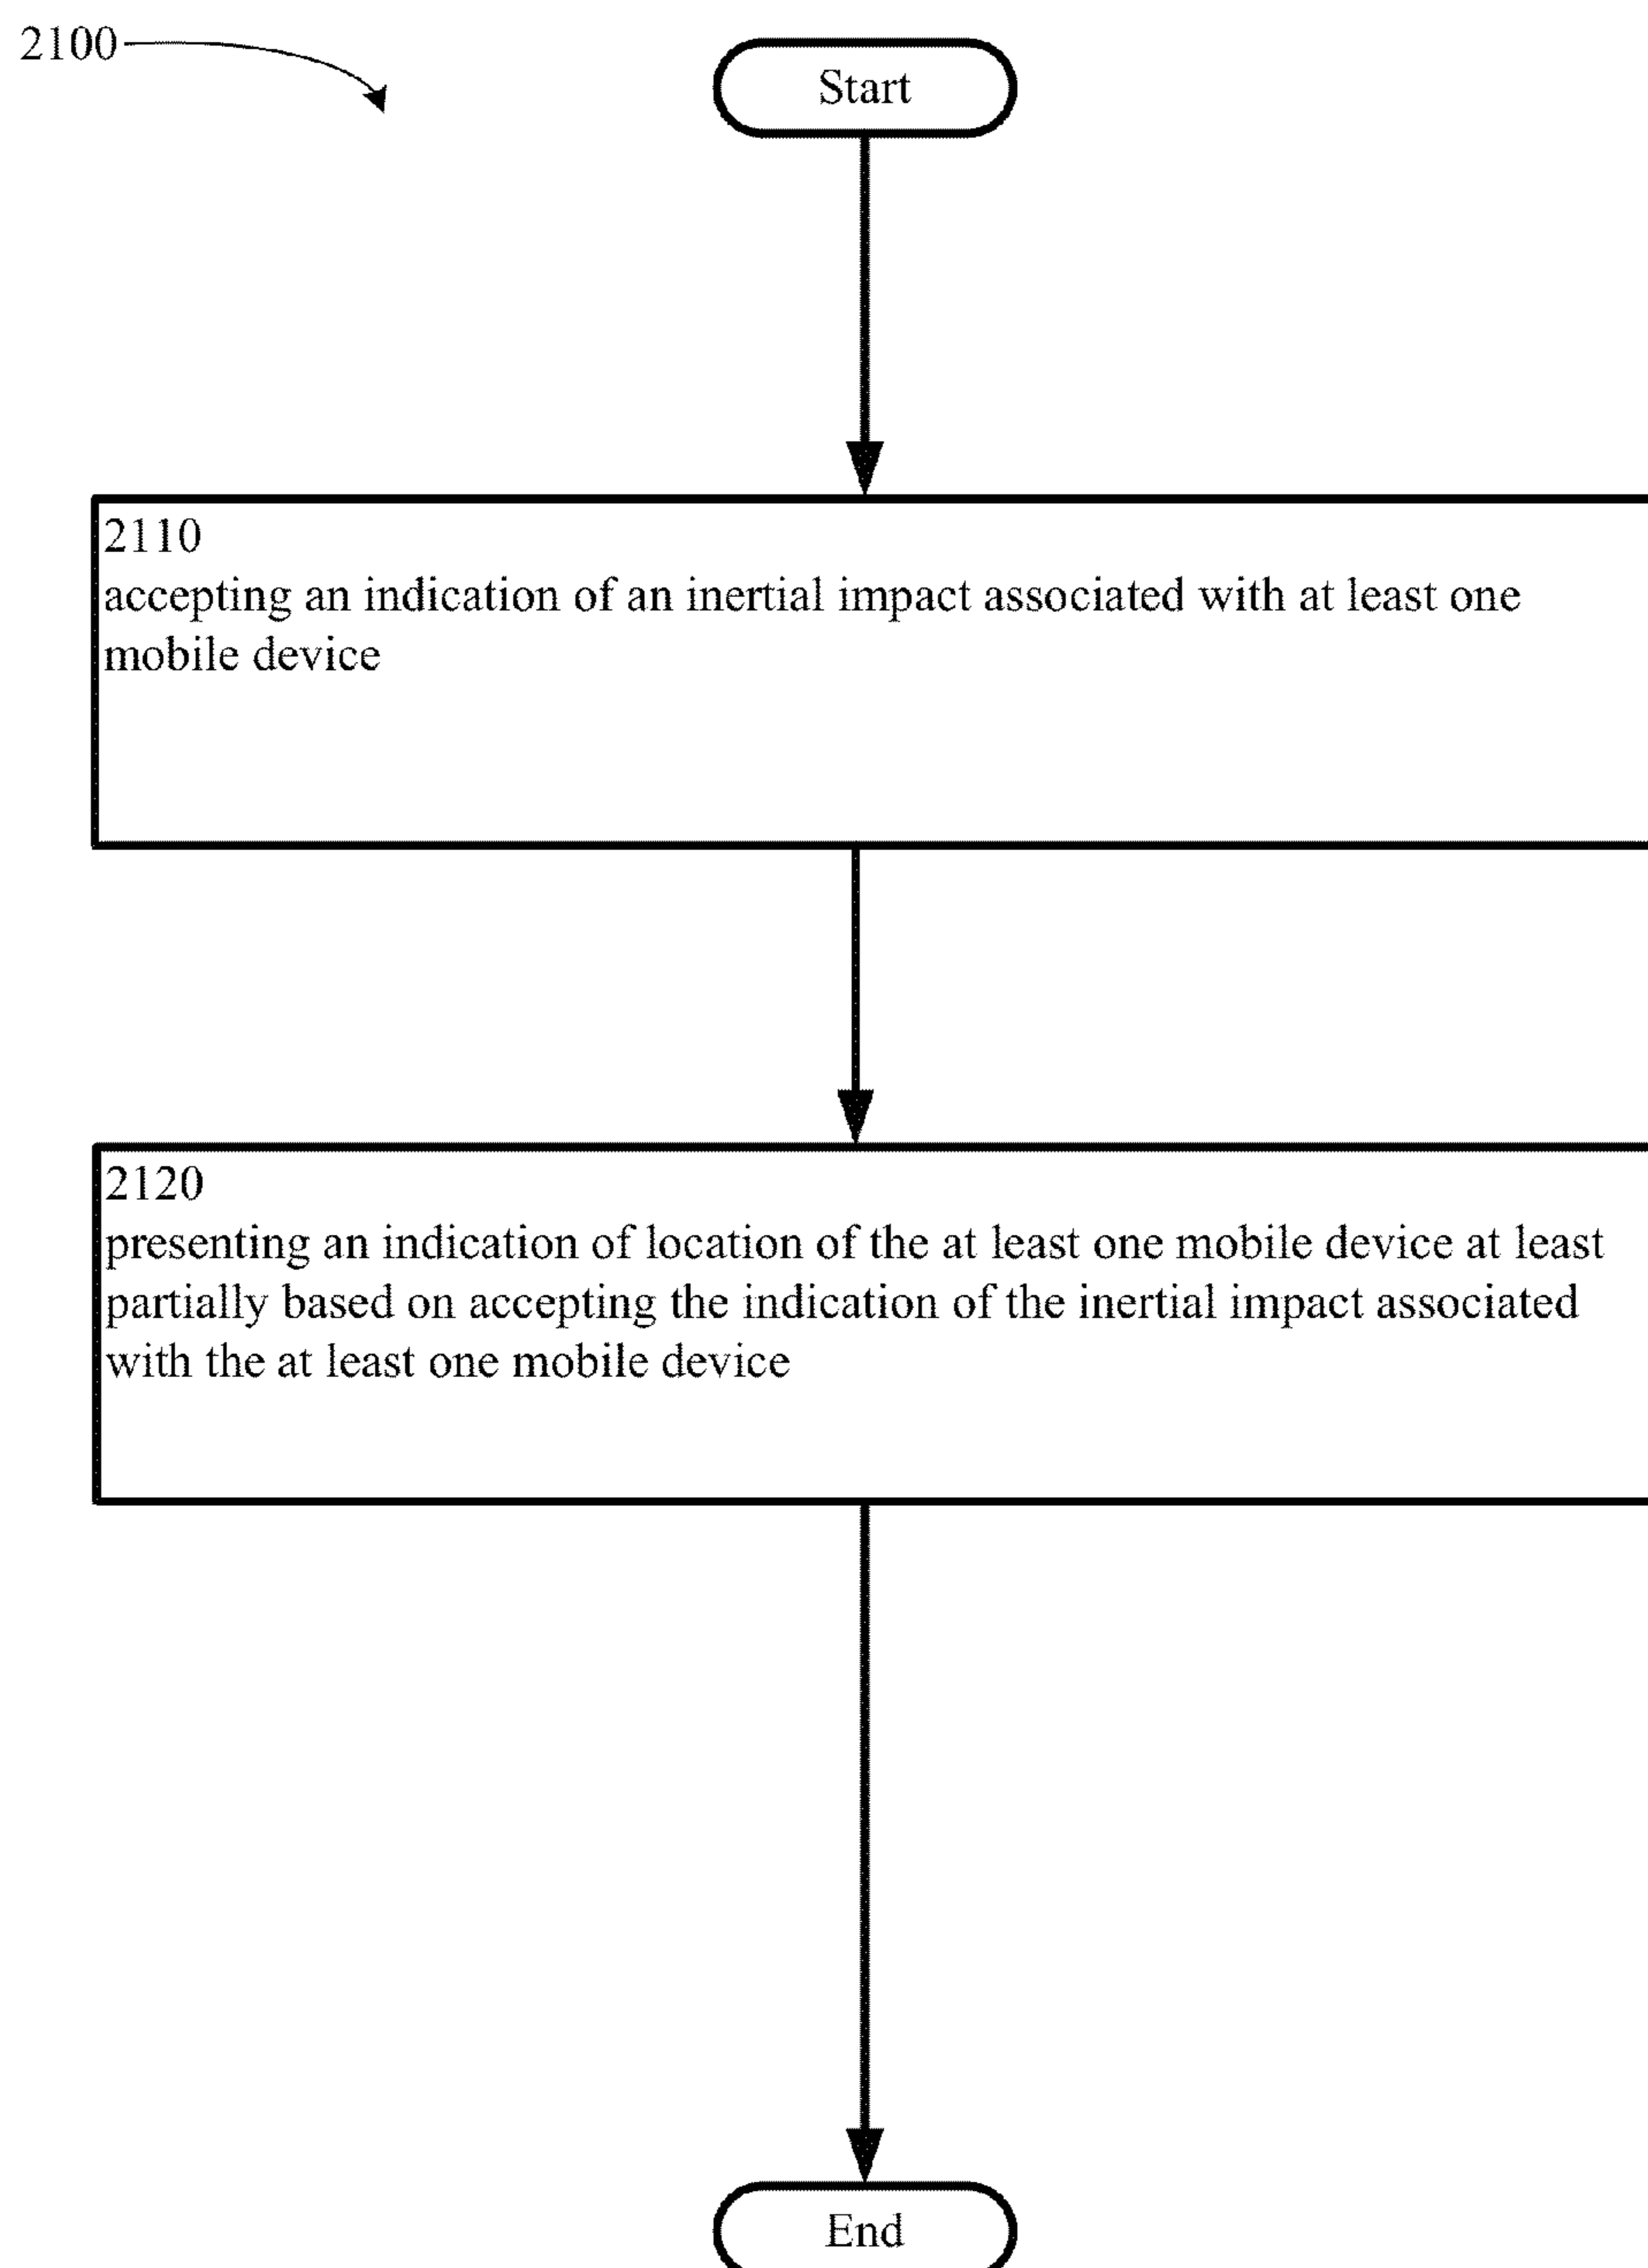 2100
Start
2110
accepting an indication of an inertial impact associated with at least one
mobile device
2120
presenting an indication of location of the at least one mobile device at least
partially based on accepting the indication of the inertial impact associated
with the at least one mobile device
End